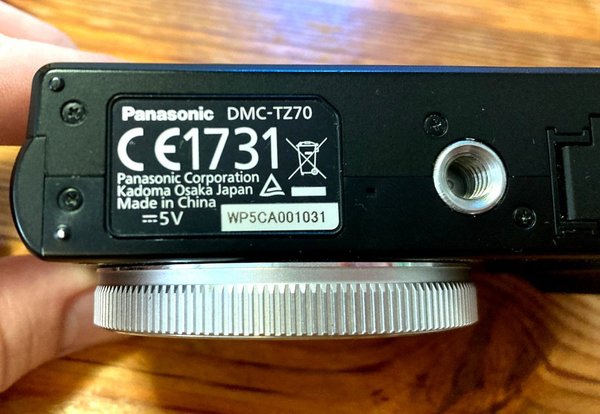 Panasonic DMC-TZ70
CE1731
Panasonic Corporation
Kadoma Osaka Japan
Made in China
5V
WP5CA001031